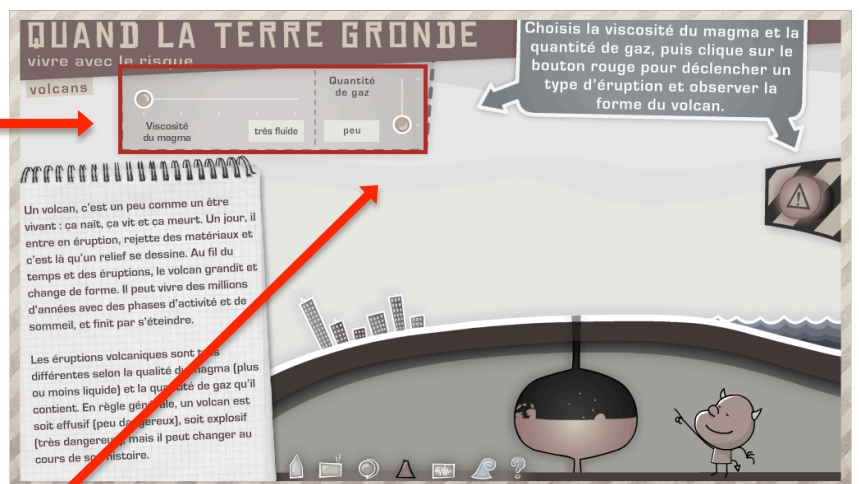 QUAND LA TERRE GRONDE
vivre avec le risque
volcans
Viscosité
du magma
très fluide
Quantité
de gaz
peu
Choisis la viscosité du magma et la
quantité de gaz, puis clique sur le
bouton rouge pour déclencher un
type d'éruption et observer la
forme du volcan.
Un volcan, c'est un peu comme un être
vivant : ça naît, ça vit et ça meurt. Un jour, il
entre en éruption, rejette des matériaux et
c'est là qu'un relief se dessine. Au fil du
temps et des éruptions, le volcan grandit et
change de forme. Il peut vivre des millions
d'années avec des phases d'activité et de
sommeil, et finit par s'éteindre.
Les éruptions volcaniques sont très
différentes selon la qualité du magma (plus
ou moins liquide) et la quantité de gaz qu'il
contient. En règle générale, un volcan est
soit effusif (peu dangereux), soit explosif
(très dangereux), mais il peut changer au
cours de son histoire.